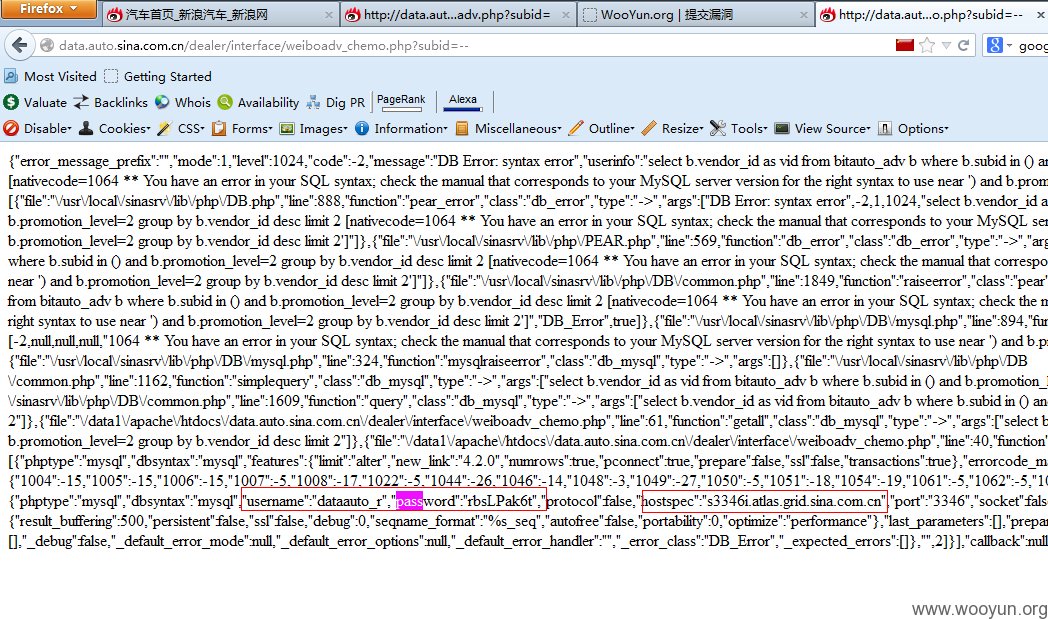 Firefox
汽车首页_新浪汽车_新浪网
http://data.aut...adv.php?subid=
WooYun.org | 提交漏洞
http://data.aut...o.php?subid=--
data.auto.sina.com.cn/dealer/interface/weiboadv_chemo.php?subid=--
goog
Most Visited Getting Started
Valuate Backlinks Whois Availability Dig PR PageRank Alexa
Disable Cookies CSS Forms Images Information Miscellaneous Outline Resize Tools View Source Options
{"error_message_prefix":"","mode":1,"level":1024,"code":-2,"message":"DB Error: syntax error","userinfo":"select b.vendor_id as vid from bitauto_adv b where b.subid in () an
[nativecode=1064 ** You have an error in your SQL syntax; check the manual that corresponds to your MySQL server version for the right syntax to use near ') and b.prom
[{"file":"\/usr\/local\/sinasrv\/lib\/php\/DB.php","line":888,"function":"pear_error","class":"db_error","type":"->","args":["DB Error: syntax error",-2,1,1024,"select b.vendor_id a
b.promotion_level=2 group by b.vendor_id desc limit 2 [nativecode=1064 ** You have an error in your SQL syntax; check the manual that corresponds to your MySQL ser
b.promotion_level=2 group by b.vendor_id desc limit 2']"]},{"file":"\/usr\/local\/sinasrv\/lib\/php\/PEAR.php","line":569,"function":"db_error","class":"db_error","type":"->","arg
where b.subid in () and b.promotion_level=2 group by b.vendor_id desc limit 2 [nativecode=1064 ** You have an error in your SQL syntax; check the manual that correspo
near ') and b.promotion_level=2 group by b.vendor_id desc limit 2']"]},{"file":"\/usr\/local\/sinasrv\/lib\/php\/DB\/common.php","line":1849,"function":"raiseerror","class":"pear"
from bitauto_adv b where b.subid in () and b.promotion_level=2 group by b.vendor_id desc limit 2 [nativecode=1064 ** You have an error in your SQL syntax; check the m
right syntax to use near ') and b.promotion_level=2 group by b.vendor_id desc limit 2']","DB_Error",true]},{"file":"\/usr\/local\/sinasrv\/lib\/php\/DB\/mysql.php","line":894,"func
[-2,null,null,null,"1064 ** You have an error in your SQL syntax; check the manual that corresponds to your MySQL server version for the right syntax to use near ') and b.pr
{"file":"\/usr\/local\/sinasrv\/lib\/php\/DB\/mysql.php","line":324,"function":"mysqlraiseerror","class":"db_mysql","type":"->","args":[]},{"file":"\/usr\/local\/sinasrv\/lib\/php\/DB
\/common.php","line":1162,"function":"simplequery","class":"db_mysql","type":"->","args":["select b.vendor_id as vid from bitauto_adv b where b.subid in () and b.promotion_l
\/sinasrv\/lib\/php\/DB\/common.php","line":1609,"function":"query","class":"db_mysql","type":"->","args":["select b.vendor_id as vid from bitauto_adv b where b.subid in () an
2"]},{"file":"\/data1\/apache\/htdocs\/data.auto.sina.com.cn\/dealer\/interface\/weiboadv_chemo.php","line":61,"function":"getall","class":"db_mysql","type":"->","args":["select b
b.promotion_level=2 group by b.vendor_id desc limit 2"]},{"file":"\/data1\/apache\/htdocs\/data.auto.sina.com.cn\/dealer\/interface\/weiboadv_chemo.php","line":40,"function"
[{"phptype":"mysql","dbsyntax":"mysql","features":{"limit":"alter","new_link":"4.2.0","numrows":true,"pconnect":true,"prepare":false,"ssl":false,"transactions":true},"errorcode_ma
{"1004":-15,"1005":-15,"1006":-15,"1007":-5,"1008":-17,"1022":-5,"1044":-26,"1046":-14,"1048":-3,"1049":-27,"1050":-5,"1051":-18,"1054":-19,"1061":-5,"1062":-5,"10
{"phptype":"mysql","dbsyntax":"mysql","username":"dataauto_r","password":"rbsLPak6t","protocol":false,"hostspec":"s3346i.atlas.grid.sina.com.cn","port":"3346","socket":false
{"result_buffering":500,"persistent":false,"ssl":false,"debug":0,"seqname_format":"%s_seq","autofree":false,"portability":0,"optimize":"performance"},"last_parameters":[],"prepar
[],"_debug":false,"_default_error_mode":null,"_default_error_options":null,"_default_error_handler":"","_error_class":"DB_Error","_expected_errors":[]},"",2]}],"callback":null
www.wooyun.org